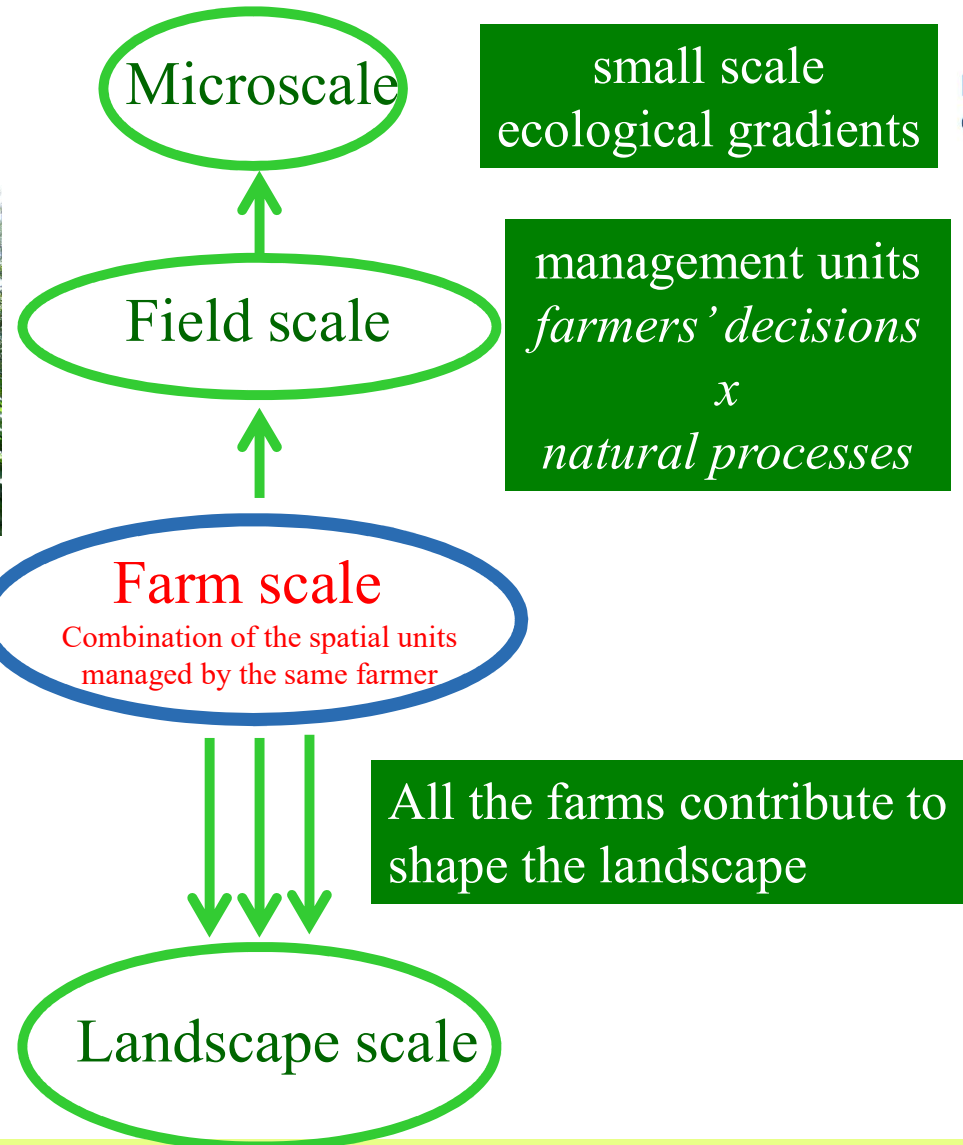 Microscale
small scale
ecological gradients
Field scale
management units
farmers’ decisions
x
natural processes
Farm scale
Combination of the spatial units
managed by the same farmer
All the farms contribute to
shape the landscape
Landscape scale